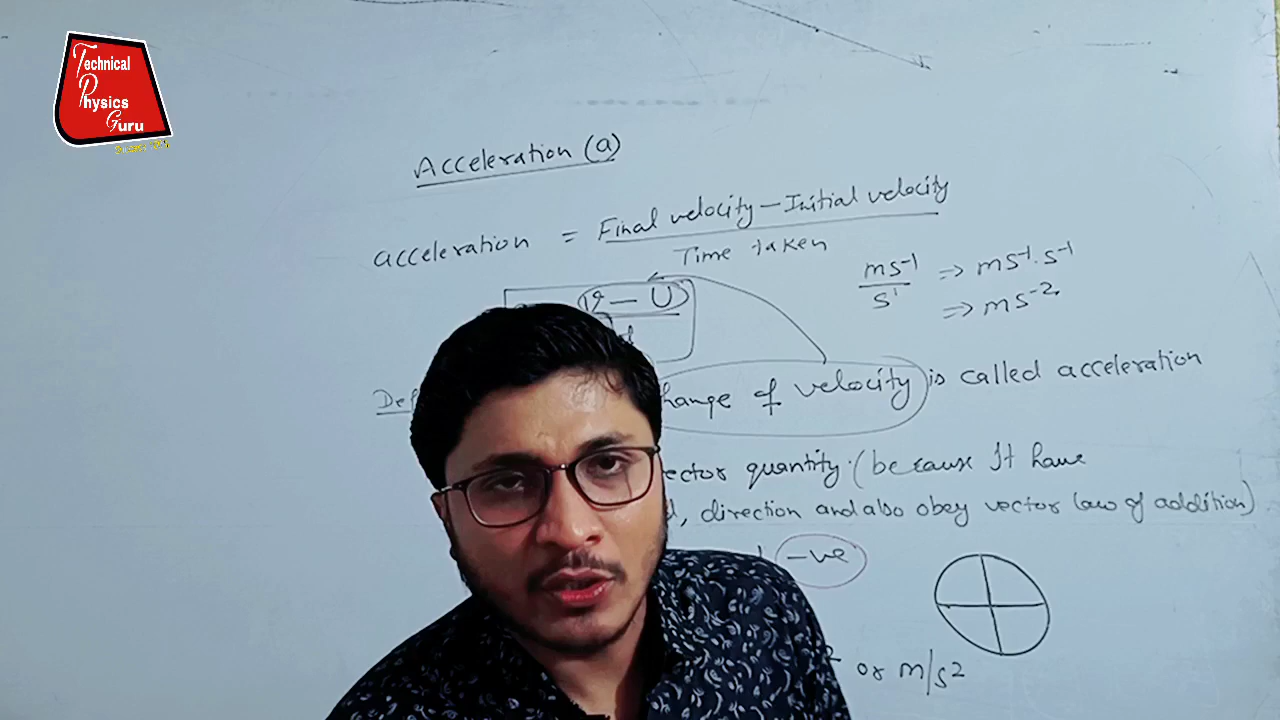 Technical
Physics
Guru
Acceleration (a)
acceleration = Final velocity – Initial velocity
Time taken
v – U
ms⁻¹ ⇒ ms⁻¹.s⁻¹
s¹ ⇒ ms⁻².
hange of velocity is called acceleration
ector quantity (because It have
, direction and also obey vector law of addition)
–ve
or m/s²